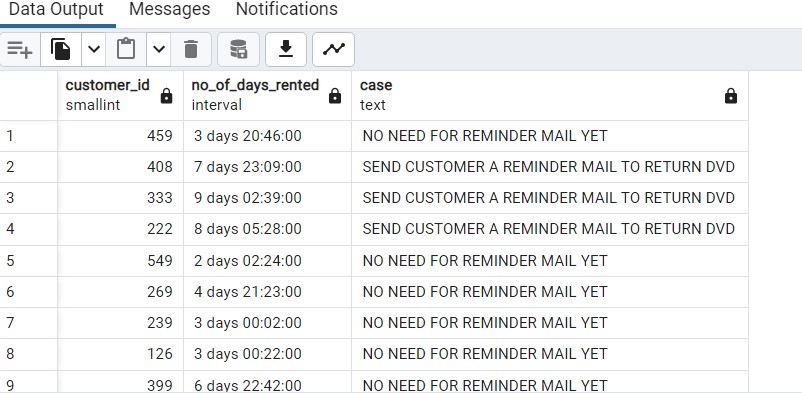 Data Output Messages Notifications
customer_id no_of_days_rented case
smallint interval text
1 459 3 days 20:46:00 NO NEED FOR REMINDER MAIL YET
2 408 7 days 23:09:00 SEND CUSTOMER A REMINDER MAIL TO RETURN DVD
3 333 9 days 02:39:00 SEND CUSTOMER A REMINDER MAIL TO RETURN DVD
4 222 8 days 05:28:00 SEND CUSTOMER A REMINDER MAIL TO RETURN DVD
5 549 2 days 02:24:00 NO NEED FOR REMINDER MAIL YET
6 269 4 days 21:23:00 NO NEED FOR REMINDER MAIL YET
7 239 3 days 00:02:00 NO NEED FOR REMINDER MAIL YET
8 126 3 days 00:22:00 NO NEED FOR REMINDER MAIL YET
9 399 6 days 22:42:00 NO NEED FOR REMINDER MAIL YET